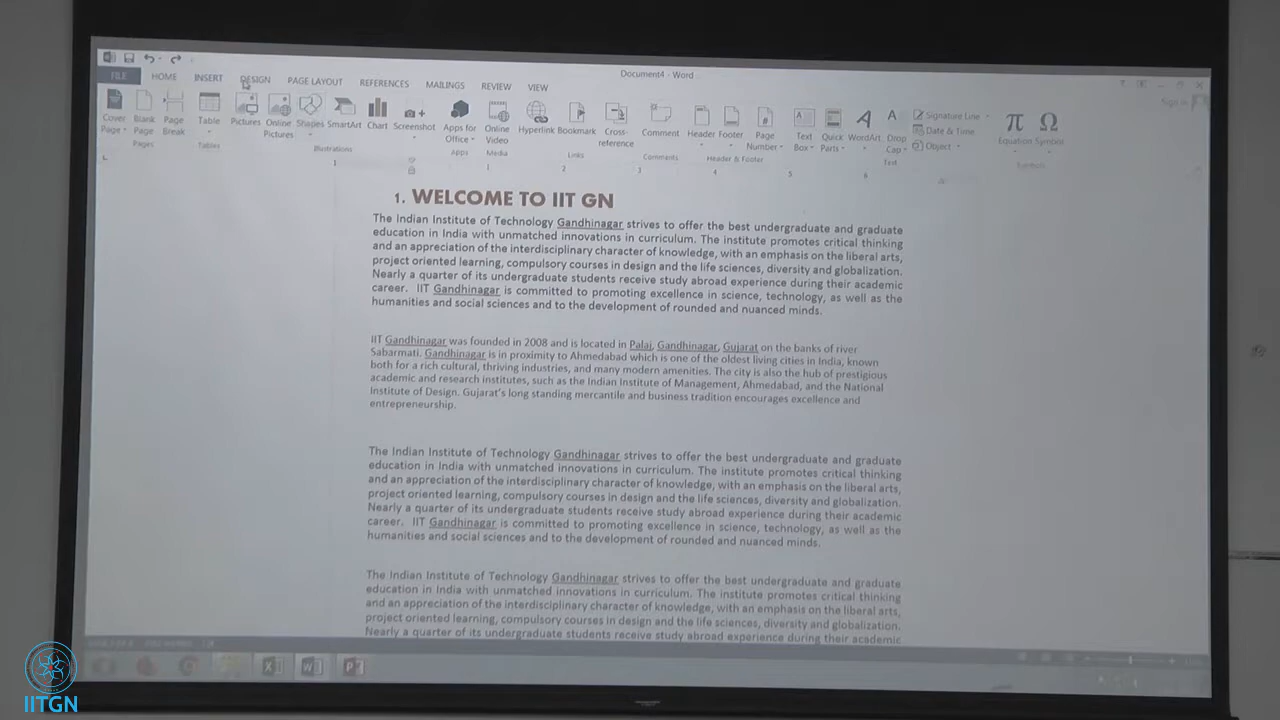 Document4 - Word
FILE HOME INSERT DESIGN PAGE LAYOUT REFERENCES MAILINGS REVIEW VIEW
Sign in
Cover Page Blank Page Page Break Table Pictures Online Pictures Shapes SmartArt Chart Screenshot Apps for Office Online Video Hyperlink Bookmark Cross-reference Comment Header Footer Page Number Text Box Quick Parts WordArt Drop Cap Signature Line Date & Time Object Equation Symbol
Pages Tables Illustrations Apps Media Links Comments Header & Footer Text Symbols
1 1 2 3 4 5 6
1. WELCOME TO IIT GN
The Indian Institute of Technology Gandhinagar strives to offer the best undergraduate and graduate
education in India with unmatched innovations in curriculum. The institute promotes critical thinking
and an appreciation of the interdisciplinary character of knowledge, with an emphasis on the liberal arts,
project oriented learning, compulsory courses in design and the life sciences, diversity and globalization.
Nearly a quarter of its undergraduate students receive study abroad experience during their academic
career. IIT Gandhinagar is committed to promoting excellence in science, technology, as well as the
humanities and social sciences and to the development of rounded and nuanced minds.
IIT Gandhinagar was founded in 2008 and is located in Palaj, Gandhinagar, Gujarat on the banks of river
Sabarmati. Gandhinagar is in proximity to Ahmedabad which is one of the oldest living cities in India, known
both for a rich cultural, thriving industries, and many modern amenities. The city is also the hub of prestigious
academic and research institutes, such as the Indian Institute of Management, Ahmedabad, and the National
Institute of Design. Gujarat's long standing mercantile and business tradition encourages excellence and
entrepreneurship.
The Indian Institute of Technology Gandhinagar strives to offer the best undergraduate and graduate
education in India with unmatched innovations in curriculum. The institute promotes critical thinking
and an appreciation of the interdisciplinary character of knowledge, with an emphasis on the liberal arts,
project oriented learning, compulsory courses in design and the life sciences, diversity and globalization.
Nearly a quarter of its undergraduate students receive study abroad experience during their academic
career. IIT Gandhinagar is committed to promoting excellence in science, technology, as well as the
humanities and social sciences and to the development of rounded and nuanced minds.
The Indian Institute of Technology Gandhinagar strives to offer the best undergraduate and graduate
education in India with unmatched innovations in curriculum. The institute promotes critical thinking
and an appreciation of the interdisciplinary character of knowledge, with an emphasis on the liberal arts,
project oriented learning, compulsory courses in design and the life sciences, diversity and globalization.
Nearly a quarter of its undergraduate students receive study abroad experience during their academic
IITGN